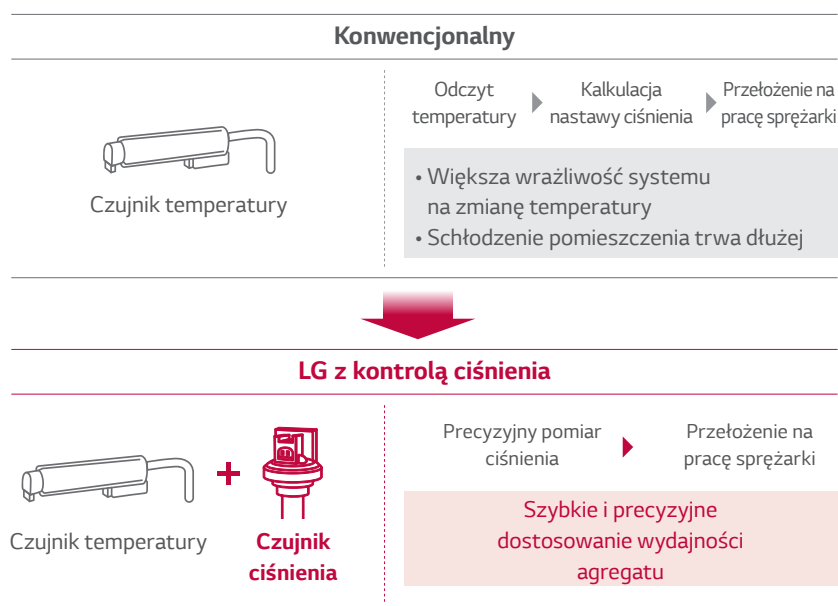 Konwencjonalny
Czujnik temperatury
Odczyt
temperatury
Kalkulacja
nastawy ciśnienia
Przełożenie na
pracę sprężarki
• Większa wrażliwość systemu
na zmianę temperatury
• Schłodzenie pomieszczenia trwa dłużej
LG z kontrolą ciśnienia
Czujnik temperatury
+
Czujnik
ciśnienia
Precyzyjny pomiar
ciśnienia
Przełożenie na
pracę sprężarki
Szybkie i precyzyjne
dostosowanie wydajności
agregatu